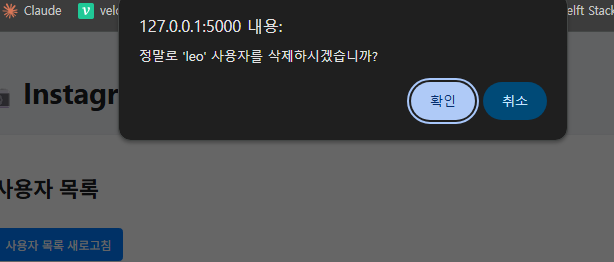 Claude
velo
elft Stack
127.0.0.1:5000 내용:
정말로 'leo' 사용자를 삭제하시겠습니까?
확인
취소
Instagr
사용자 목록
사용자 목록 새로고침